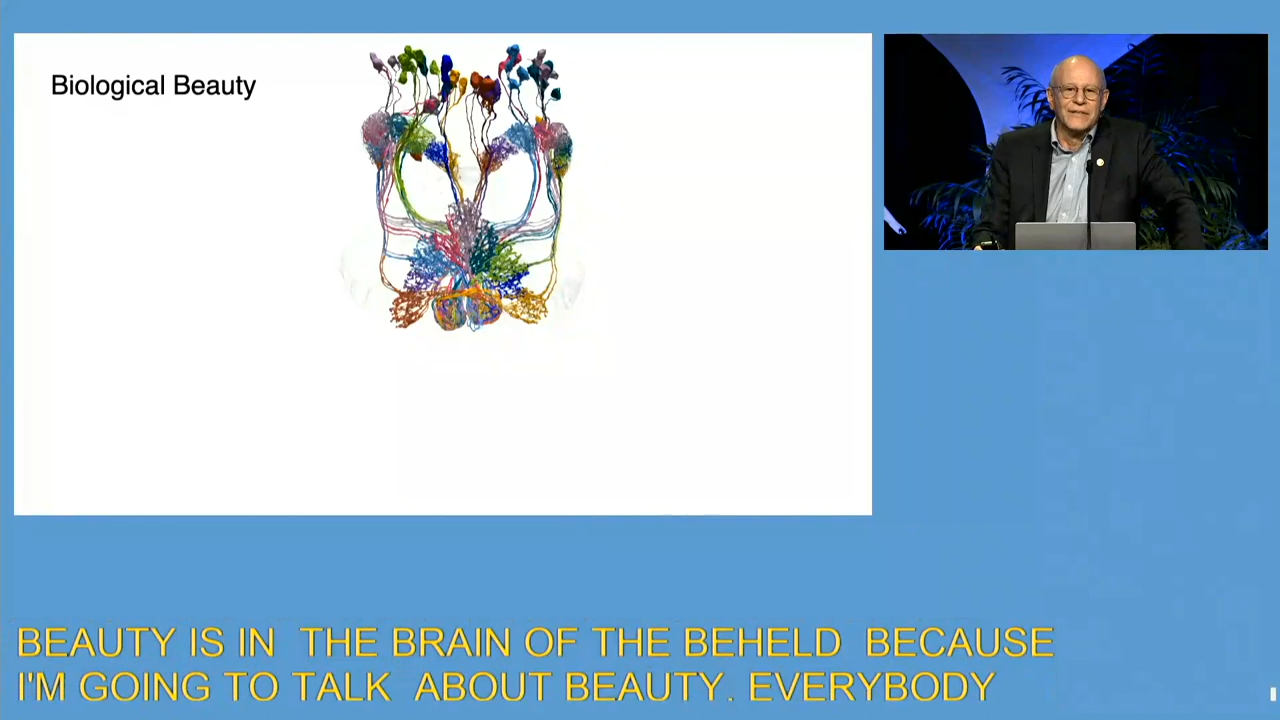 Biological Beauty
BEAUTY IS IN  THE BRAIN OF THE BEHELD  BECAUSE
I'M GOING TO TALK  ABOUT BEAUTY. EVERYBODY